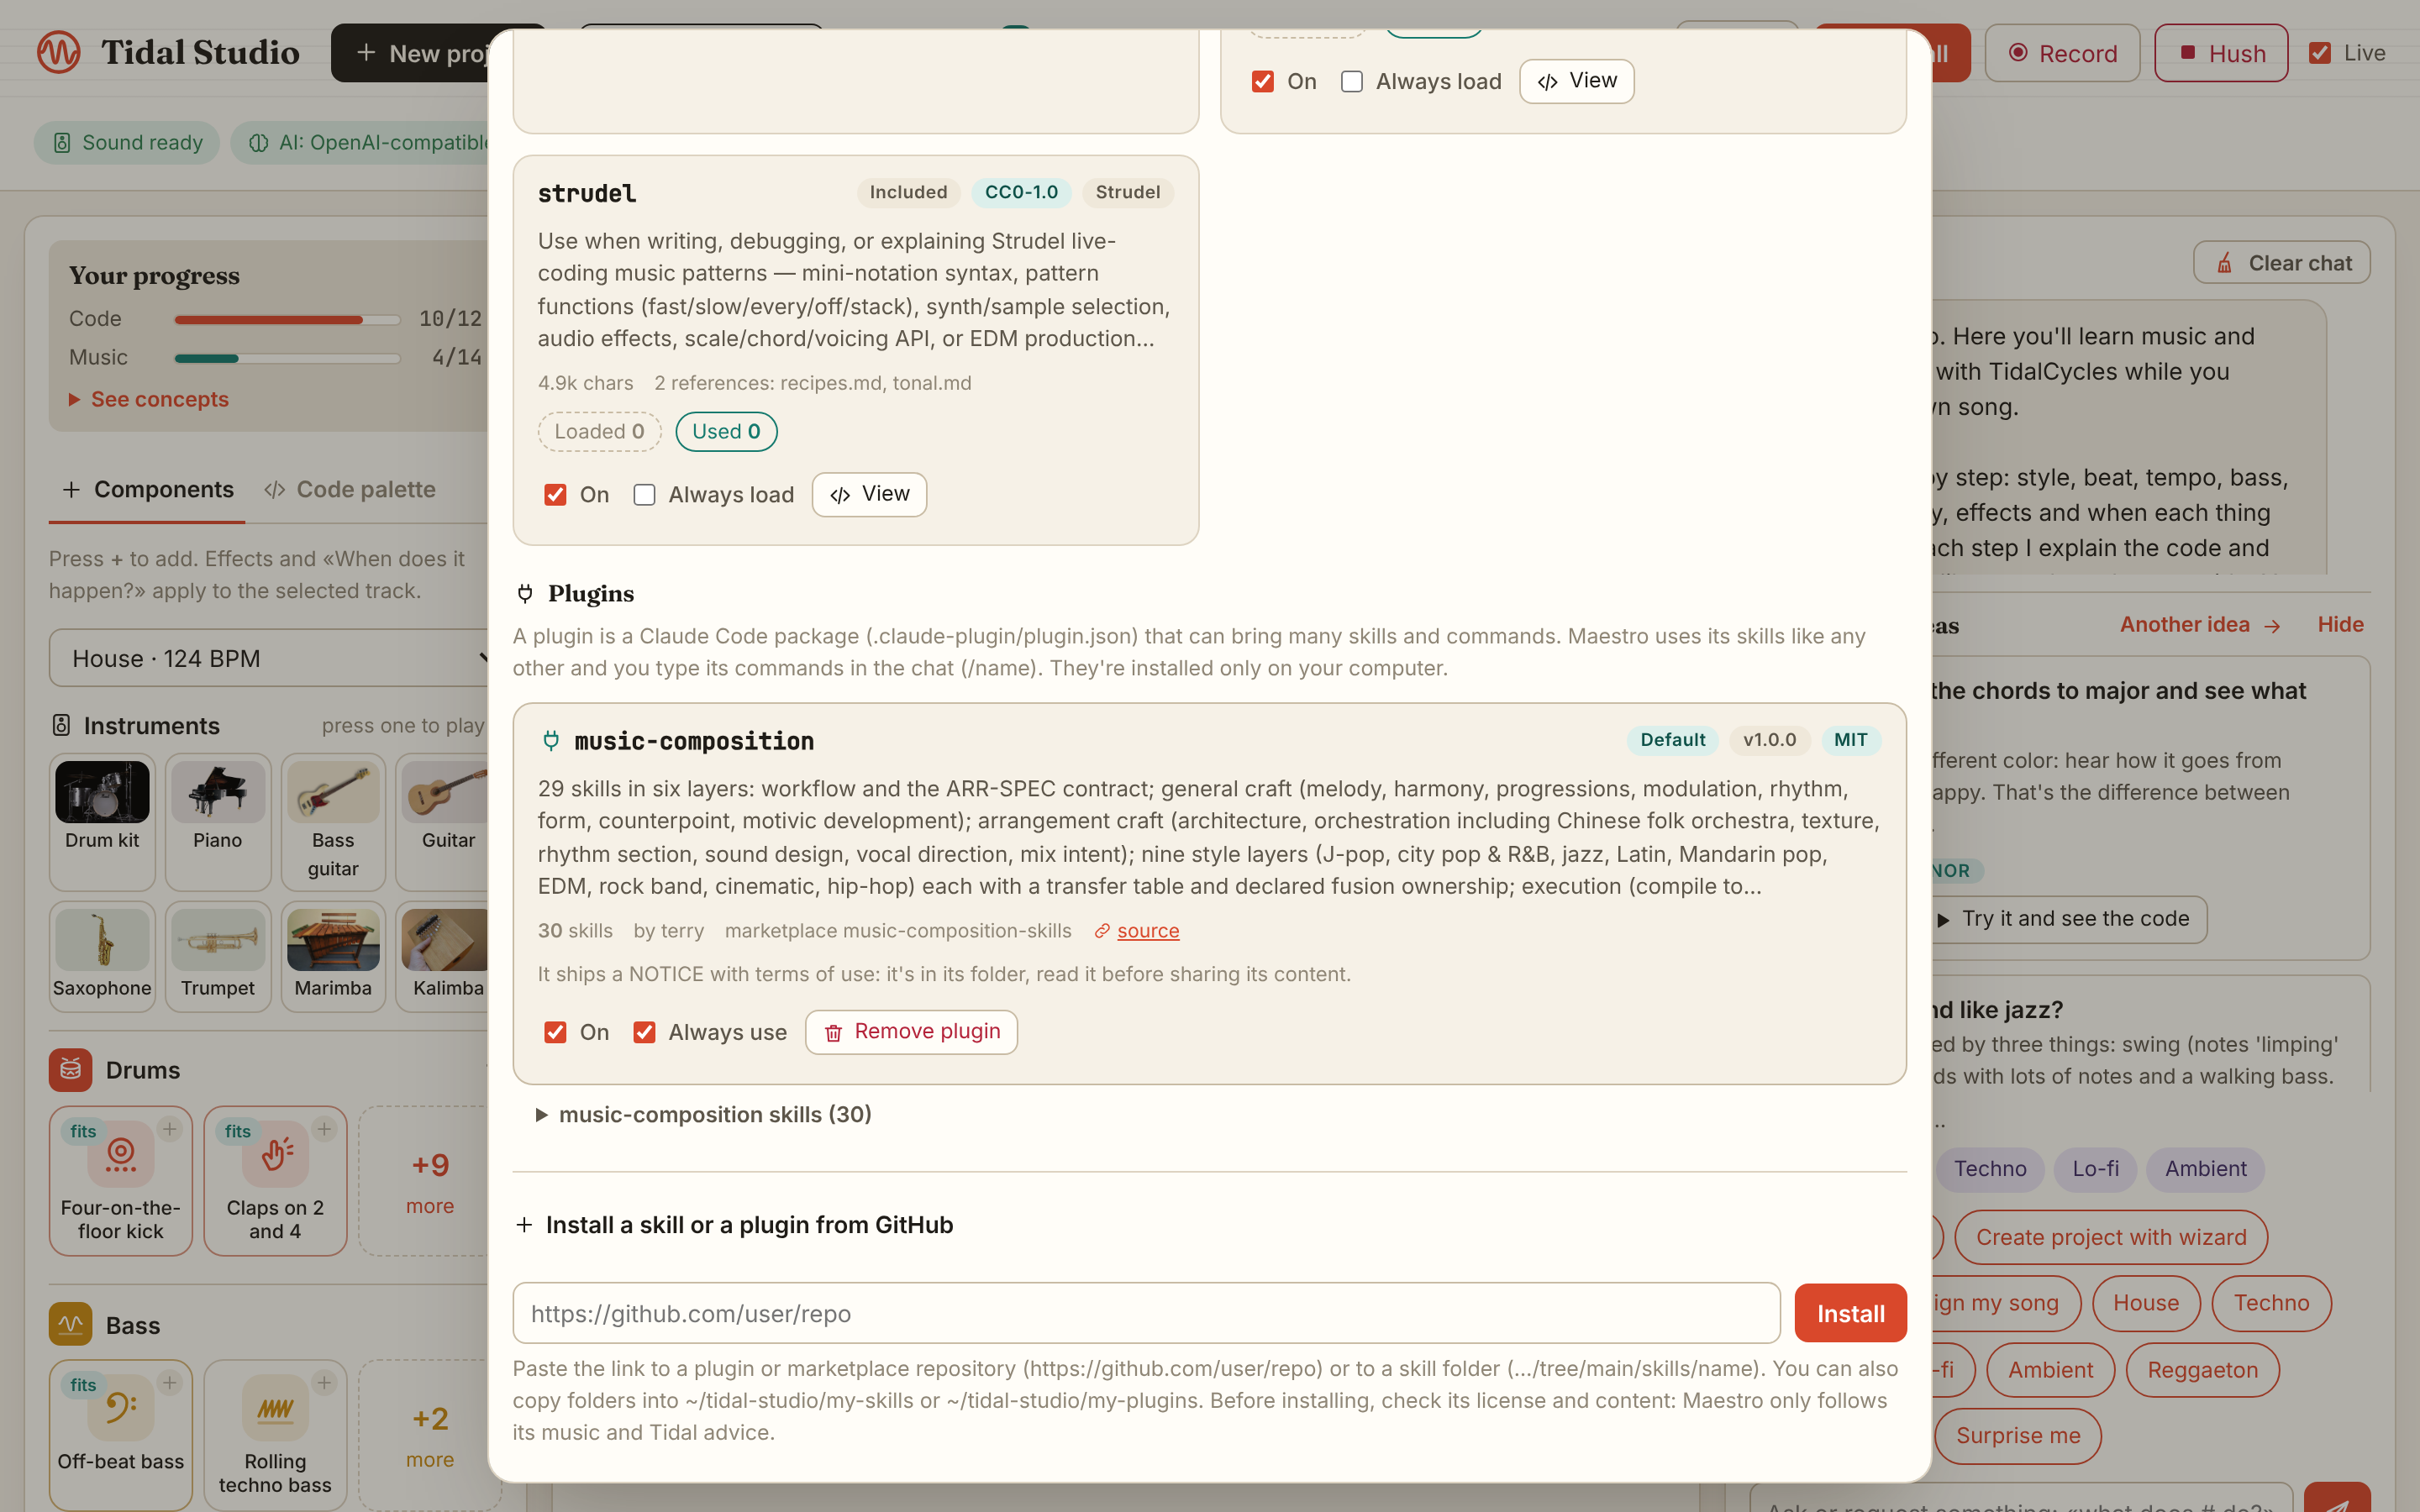 Tidal Studio
+ New proj
ll
Record
Hush
Live
Sound ready
AI: OpenAI-compatible
Your progress
Code 10/12
Music 4/14
See concepts
+ Components
Code palette
Press + to add. Effects and «When does it
happen?» apply to the selected track.
House · 124 BPM
Instruments
press one to play
Drum kit
Piano
Bass
guitar
Guitar
Saxophone
Trumpet
Marimba
Kalimba
Drums
fits
Four-on-the-
floor kick
fits
Claps on 2
and 4
+9
more
Bass
fits
Off-beat bass
Rolling
techno bass
+2
more
On
Always load
View
strudel
Included
CC0-1.0
Strudel
Use when writing, debugging, or explaining Strudel live-
coding music patterns — mini-notation syntax, pattern
functions (fast/slow/every/off/stack), synth/sample selection,
audio effects, scale/chord/voicing API, or EDM production...
4.9k chars 2 references: recipes.md, tonal.md
Loaded 0
Used 0
On
Always load
View
Plugins
A plugin is a Claude Code package (.claude-plugin/plugin.json) that can bring many skills and commands. Maestro uses its skills like any
other and you type its commands in the chat (/name). They're installed only on your computer.
music-composition
Default
v1.0.0
MIT
29 skills in six layers: workflow and the ARR-SPEC contract; general craft (melody, harmony, progressions, modulation, rhythm,
form, counterpoint, motivic development); arrangement craft (architecture, orchestration including Chinese folk orchestra, texture,
rhythm section, sound design, vocal direction, mix intent); nine style layers (J-pop, city pop & R&B, jazz, Latin, Mandarin pop,
EDM, rock band, cinematic, hip-hop) each with a transfer table and declared fusion ownership; execution (compile to...
30 skills by terry marketplace music-composition-skills source
It ships a NOTICE with terms of use: it's in its folder, read it before sharing its content.
On
Always use
Remove plugin
music-composition skills (30)
+ Install a skill or a plugin from GitHub
https://github.com/user/repo
Install
Paste the link to a plugin or marketplace repository (https://github.com/user/repo) or to a skill folder (.../tree/main/skills/name). You can also
copy folders into ~/tidal-studio/my-skills or ~/tidal-studio/my-plugins. Before installing, check its license and content: Maestro only follows
its music and Tidal advice.
Clear chat
o. Here you'll learn music and
with TidalCycles while you
vn song.
by step: style, beat, tempo, bass,
y, effects and when each thing
ach step I explain the code and
eas
Another idea →
Hide
the chords to major and see what
fferent color: hear how it goes from
appy. That's the difference between
.
NOR
Try it and see the code
nd like jazz?
ed by three things: swing (notes 'limping'
ds with lots of notes and a walking bass.
..
Techno
Lo-fi
Ambient
Create project with wizard
ign my song
House
Techno
-fi
Ambient
Reggaeton
Surprise me